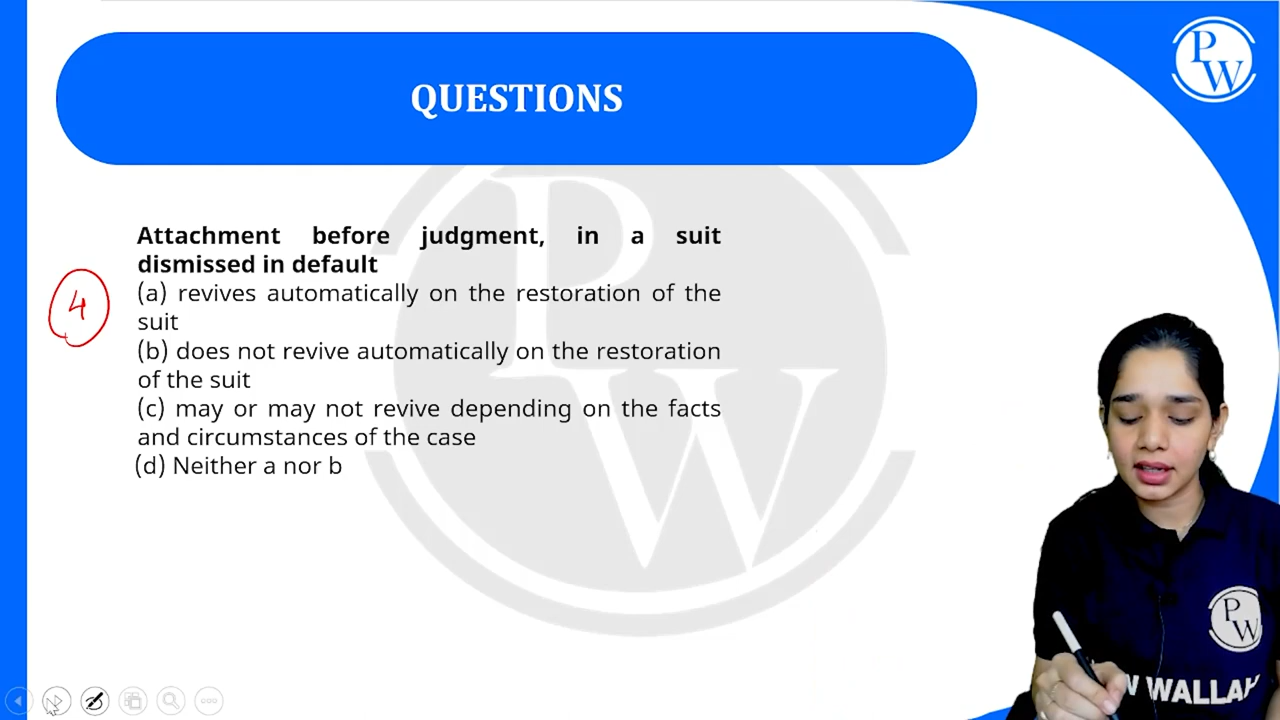 QUESTIONS
PW
Attachment before judgment, in a suit
dismissed in default
4
(a) revives automatically on the restoration of the
suit
(b) does not revive automatically on the restoration
of the suit
(c) may or may not revive depending on the facts
and circumstances of the case
(d) Neither a nor b
PW
PW
W WALLAH